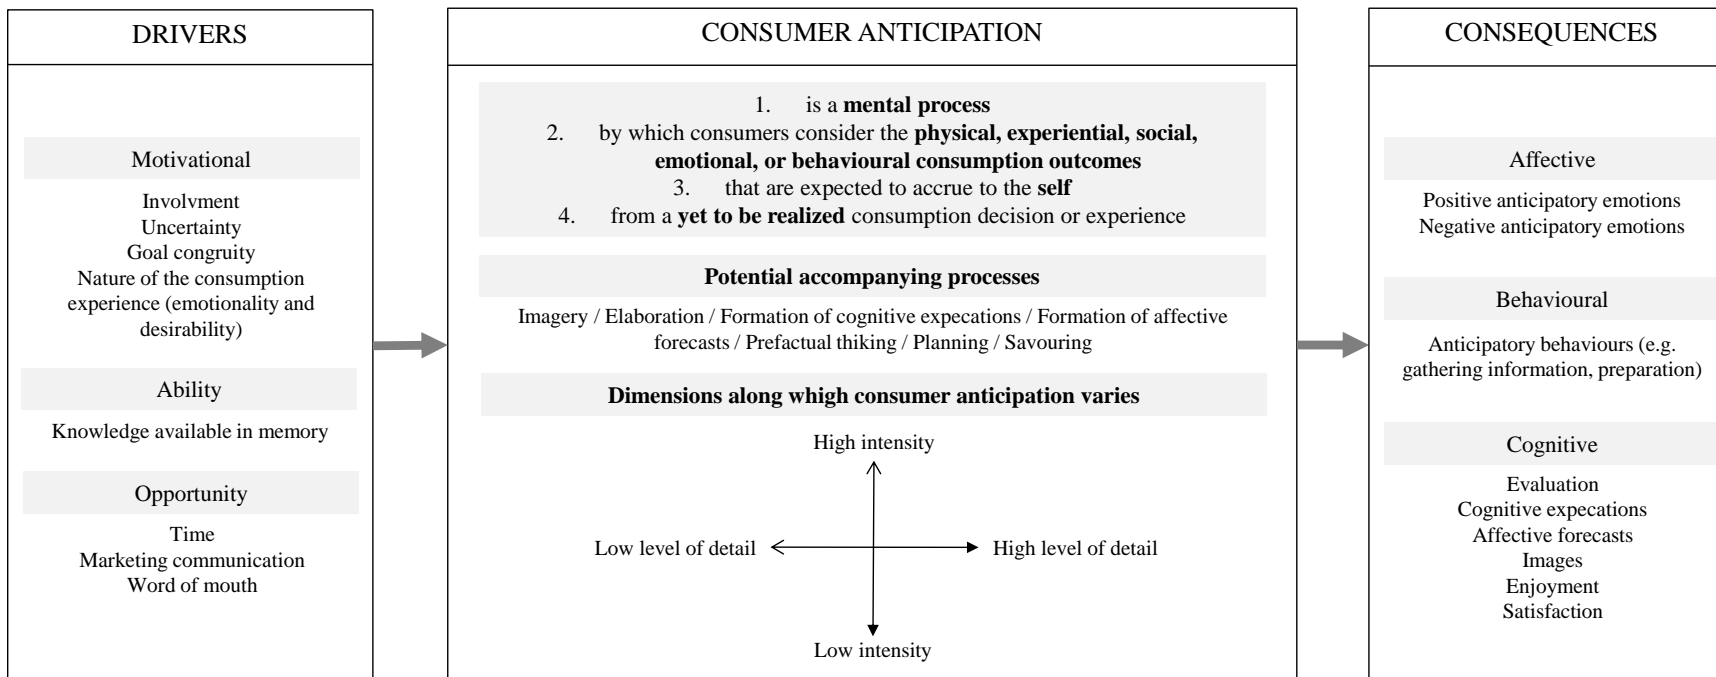 DRIVERS
Motivational
Involvment
Uncertainty
Goal congruity
Nature of the consumption
experience (emotionality and
desirability)
Ability
Knowledge available in memory
Opportunity
Time
Marketing communication
Word of mouth
CONSUMER ANTICIPATION
1. is a mental process
2. by which consumers consider the physical, experiential, social,
emotional, or behavioural consumption outcomes
3. that are expected to accrue to the self
4. from a yet to be realized consumption decision or experience
Potential accompanying processes
Imagery / Elaboration / Formation of cognitive expecations / Formation of affective
forecasts / Prefactual thiking / Planning / Savouring
Dimensions along whigh consumer anticipation varies
High intensity
Low level of detail
High level of detail
Low intensity
CONSEQUENCES
Affective
Positive anticipatory emotions
Negative anticipatory emotions
Behavioural
Anticipatory behaviours (e.g.
gathering information, preparation)
Cognitive
Evaluation
Cognitive expecations
Affective forecasts
Images
Enjoyment
Satisfaction